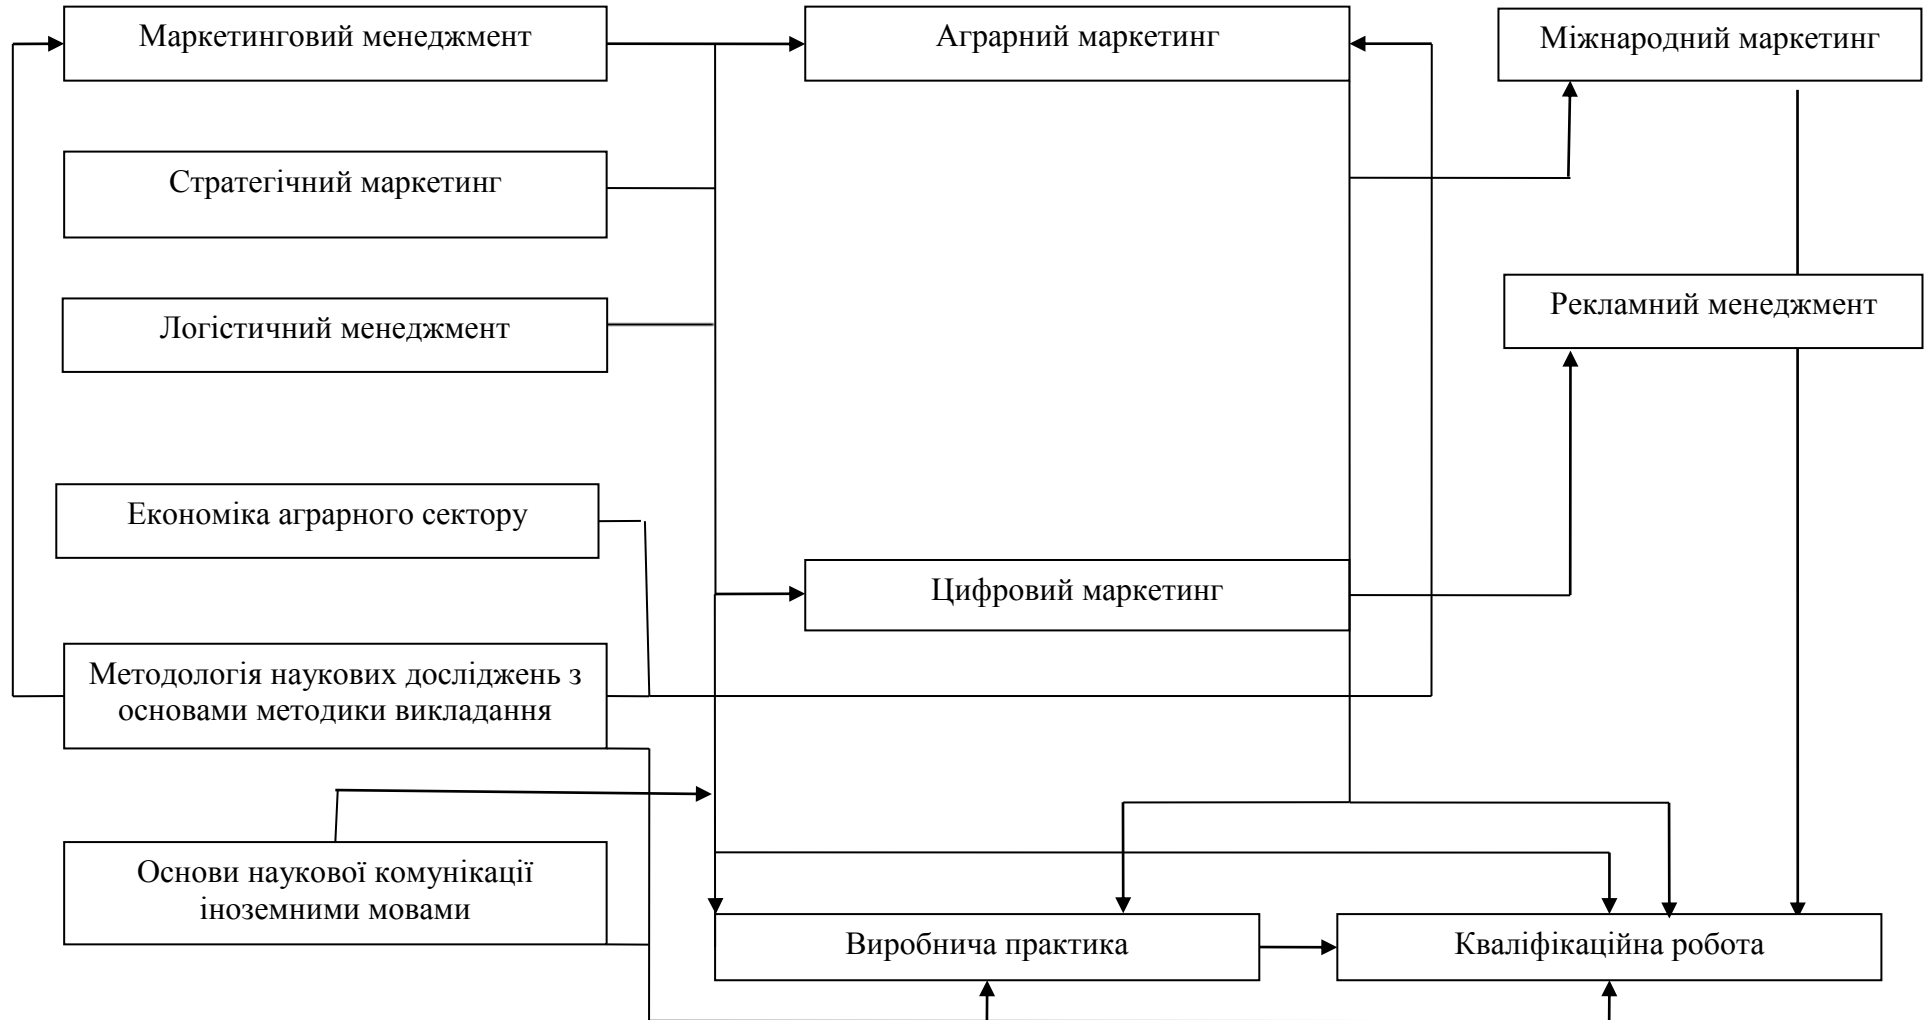 Маркетинговий менеджмент
Аграрний маркетинг
Міжнародний маркетинг
Стратегічний маркетинг
Рекламний менеджмент
Логістичний менеджмент
Економіка аграрного сектору
Цифровий маркетинг
Методологія наукових досліджень з
основами методики викладання
Основи наукової комунікації
іноземними мовами
Виробнича практика
Кваліфікаційна робота